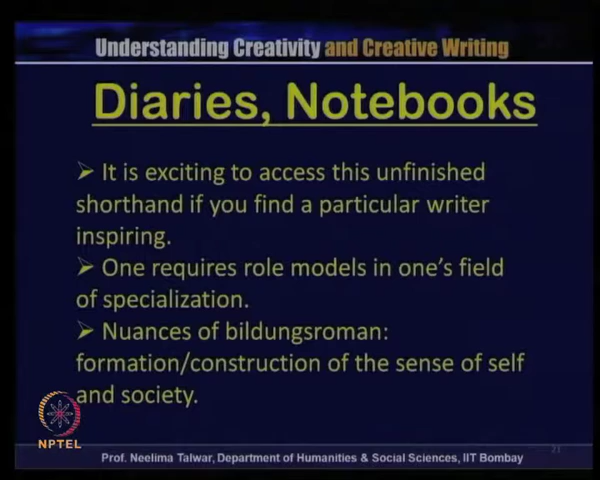 Understanding Creativity and Creative Writing
Diaries, Notebooks
➢ It is exciting to access this unfinished
shorthand if you find a particular writer
inspiring.
➢ One requires role models in one's field
of specialization.
➢ Nuances of bildungsroman:
formation/construction of the sense of self
and society.
NPTEL
Prof. Neelima Talwar, Department of Humanities & Social Sciences, IIT Bombay